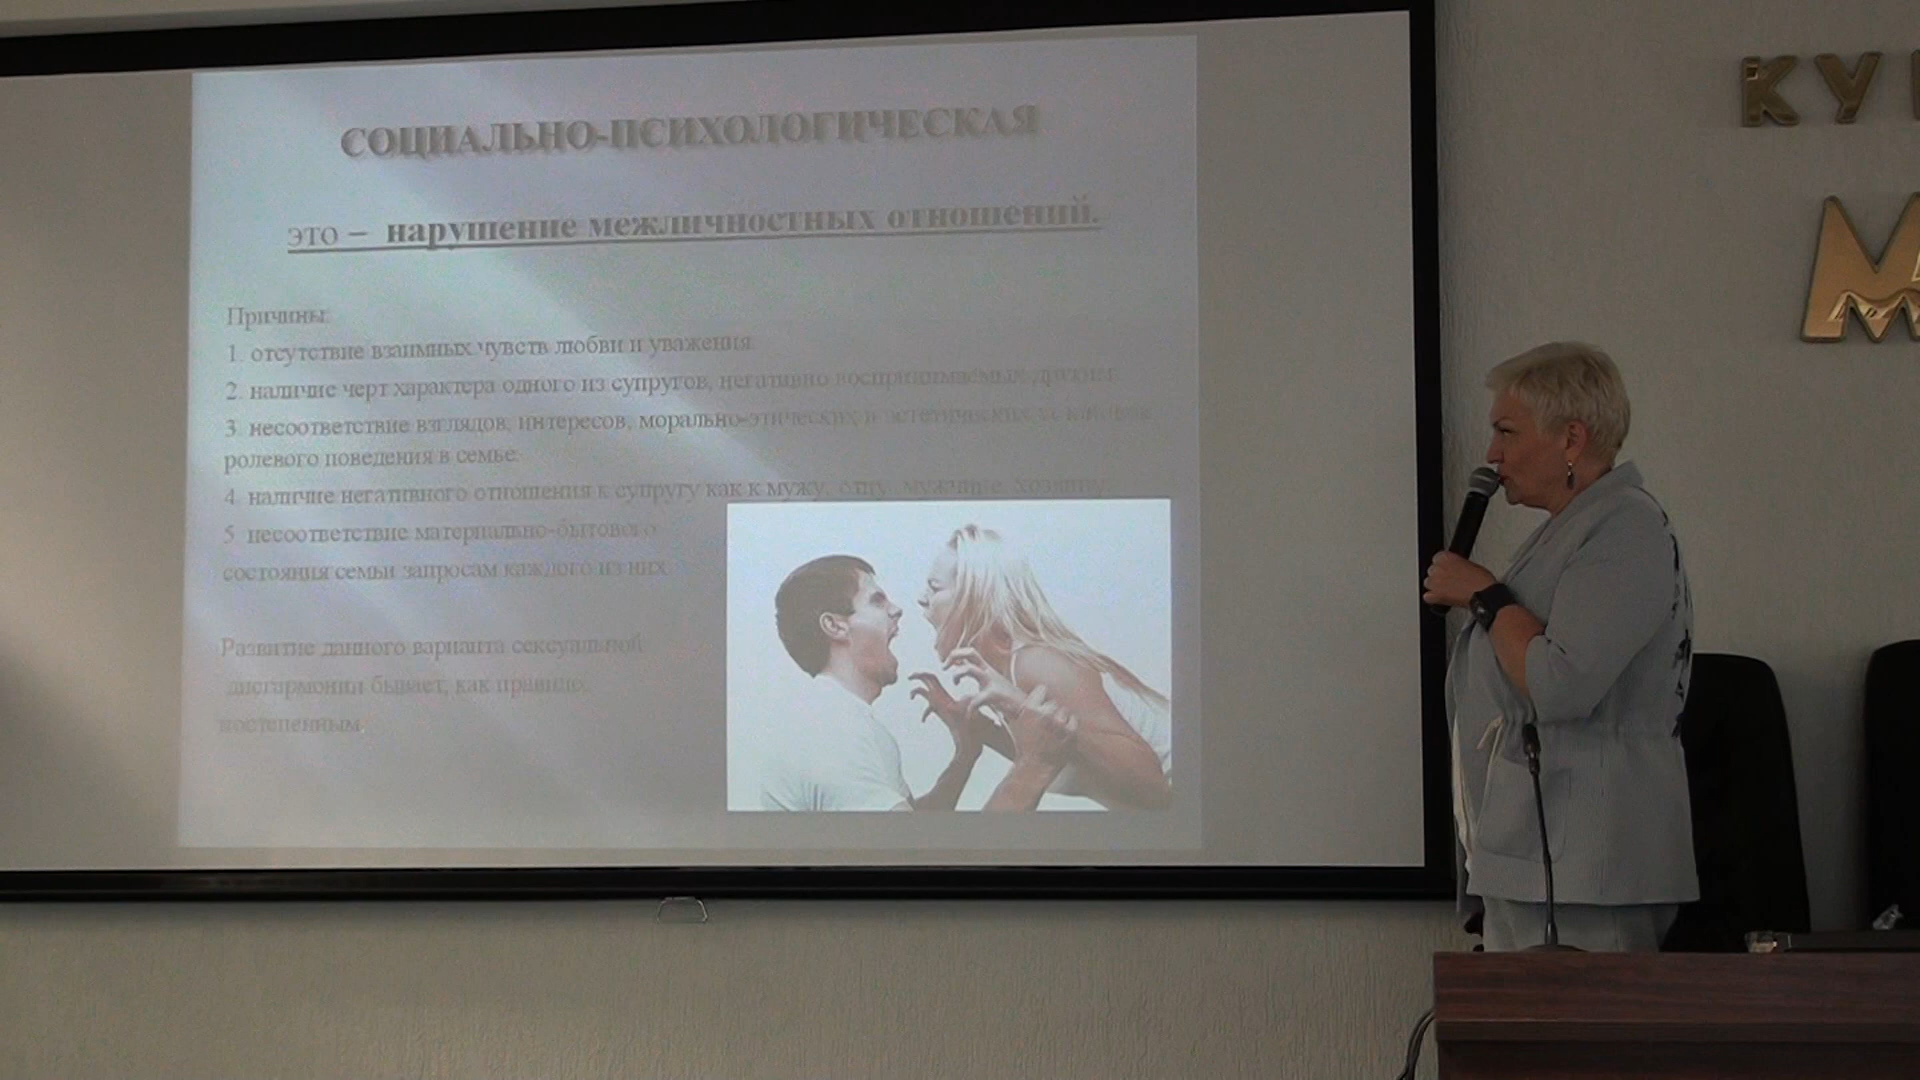 СОЦИАЛЬНО-ПСИХОЛОГИЧЕСКАЯ
это – нарушение межличностных отношений.
Причины:
1. отсутствие взаимных чувств любви и уважения
2. наличие черт характера одного из супругов, негативно воспринимаемых другим
3. несоответствие взглядов, интересов, морально-этических и эстетических
ролевого поведения в семье
4. наличие негативного отношения к супругу как к мужу, отцу, мужчине, хозяину
5. несоответствие материально-бытового
состояния семьи запросам каждого из них
Развитие данного варианта сексуальной
дисгармонии бывает, как правило,
постепенным.
КУ
М